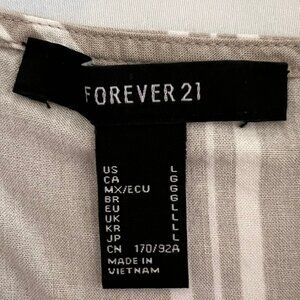 FOREVER 21
US L
CA G
MX/ECU G
BR G
EU L
UK L
KR L
JP L
CN 170/92A
MADE IN
VIETNAM